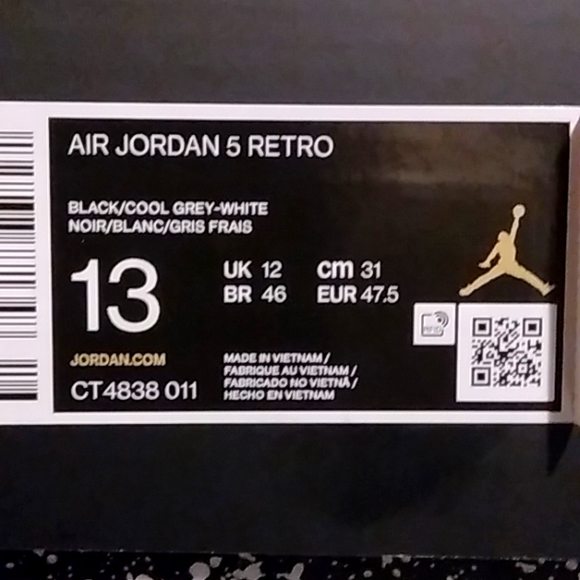 AIR JORDAN 5 RETRO
BLACK/COOL GREY-WHITE
NOIR/BLANC/GRIS FRAIS
13
UK 12 cm 31
BR 46 EUR 47.5
JORDAN.COM
CT4838 011
MADE IN VIETNAM /
FABRIQUE AU VIETNAM /
FABRICADO NO VIETNÃ /
HECHO EN VIETNAM
RFID